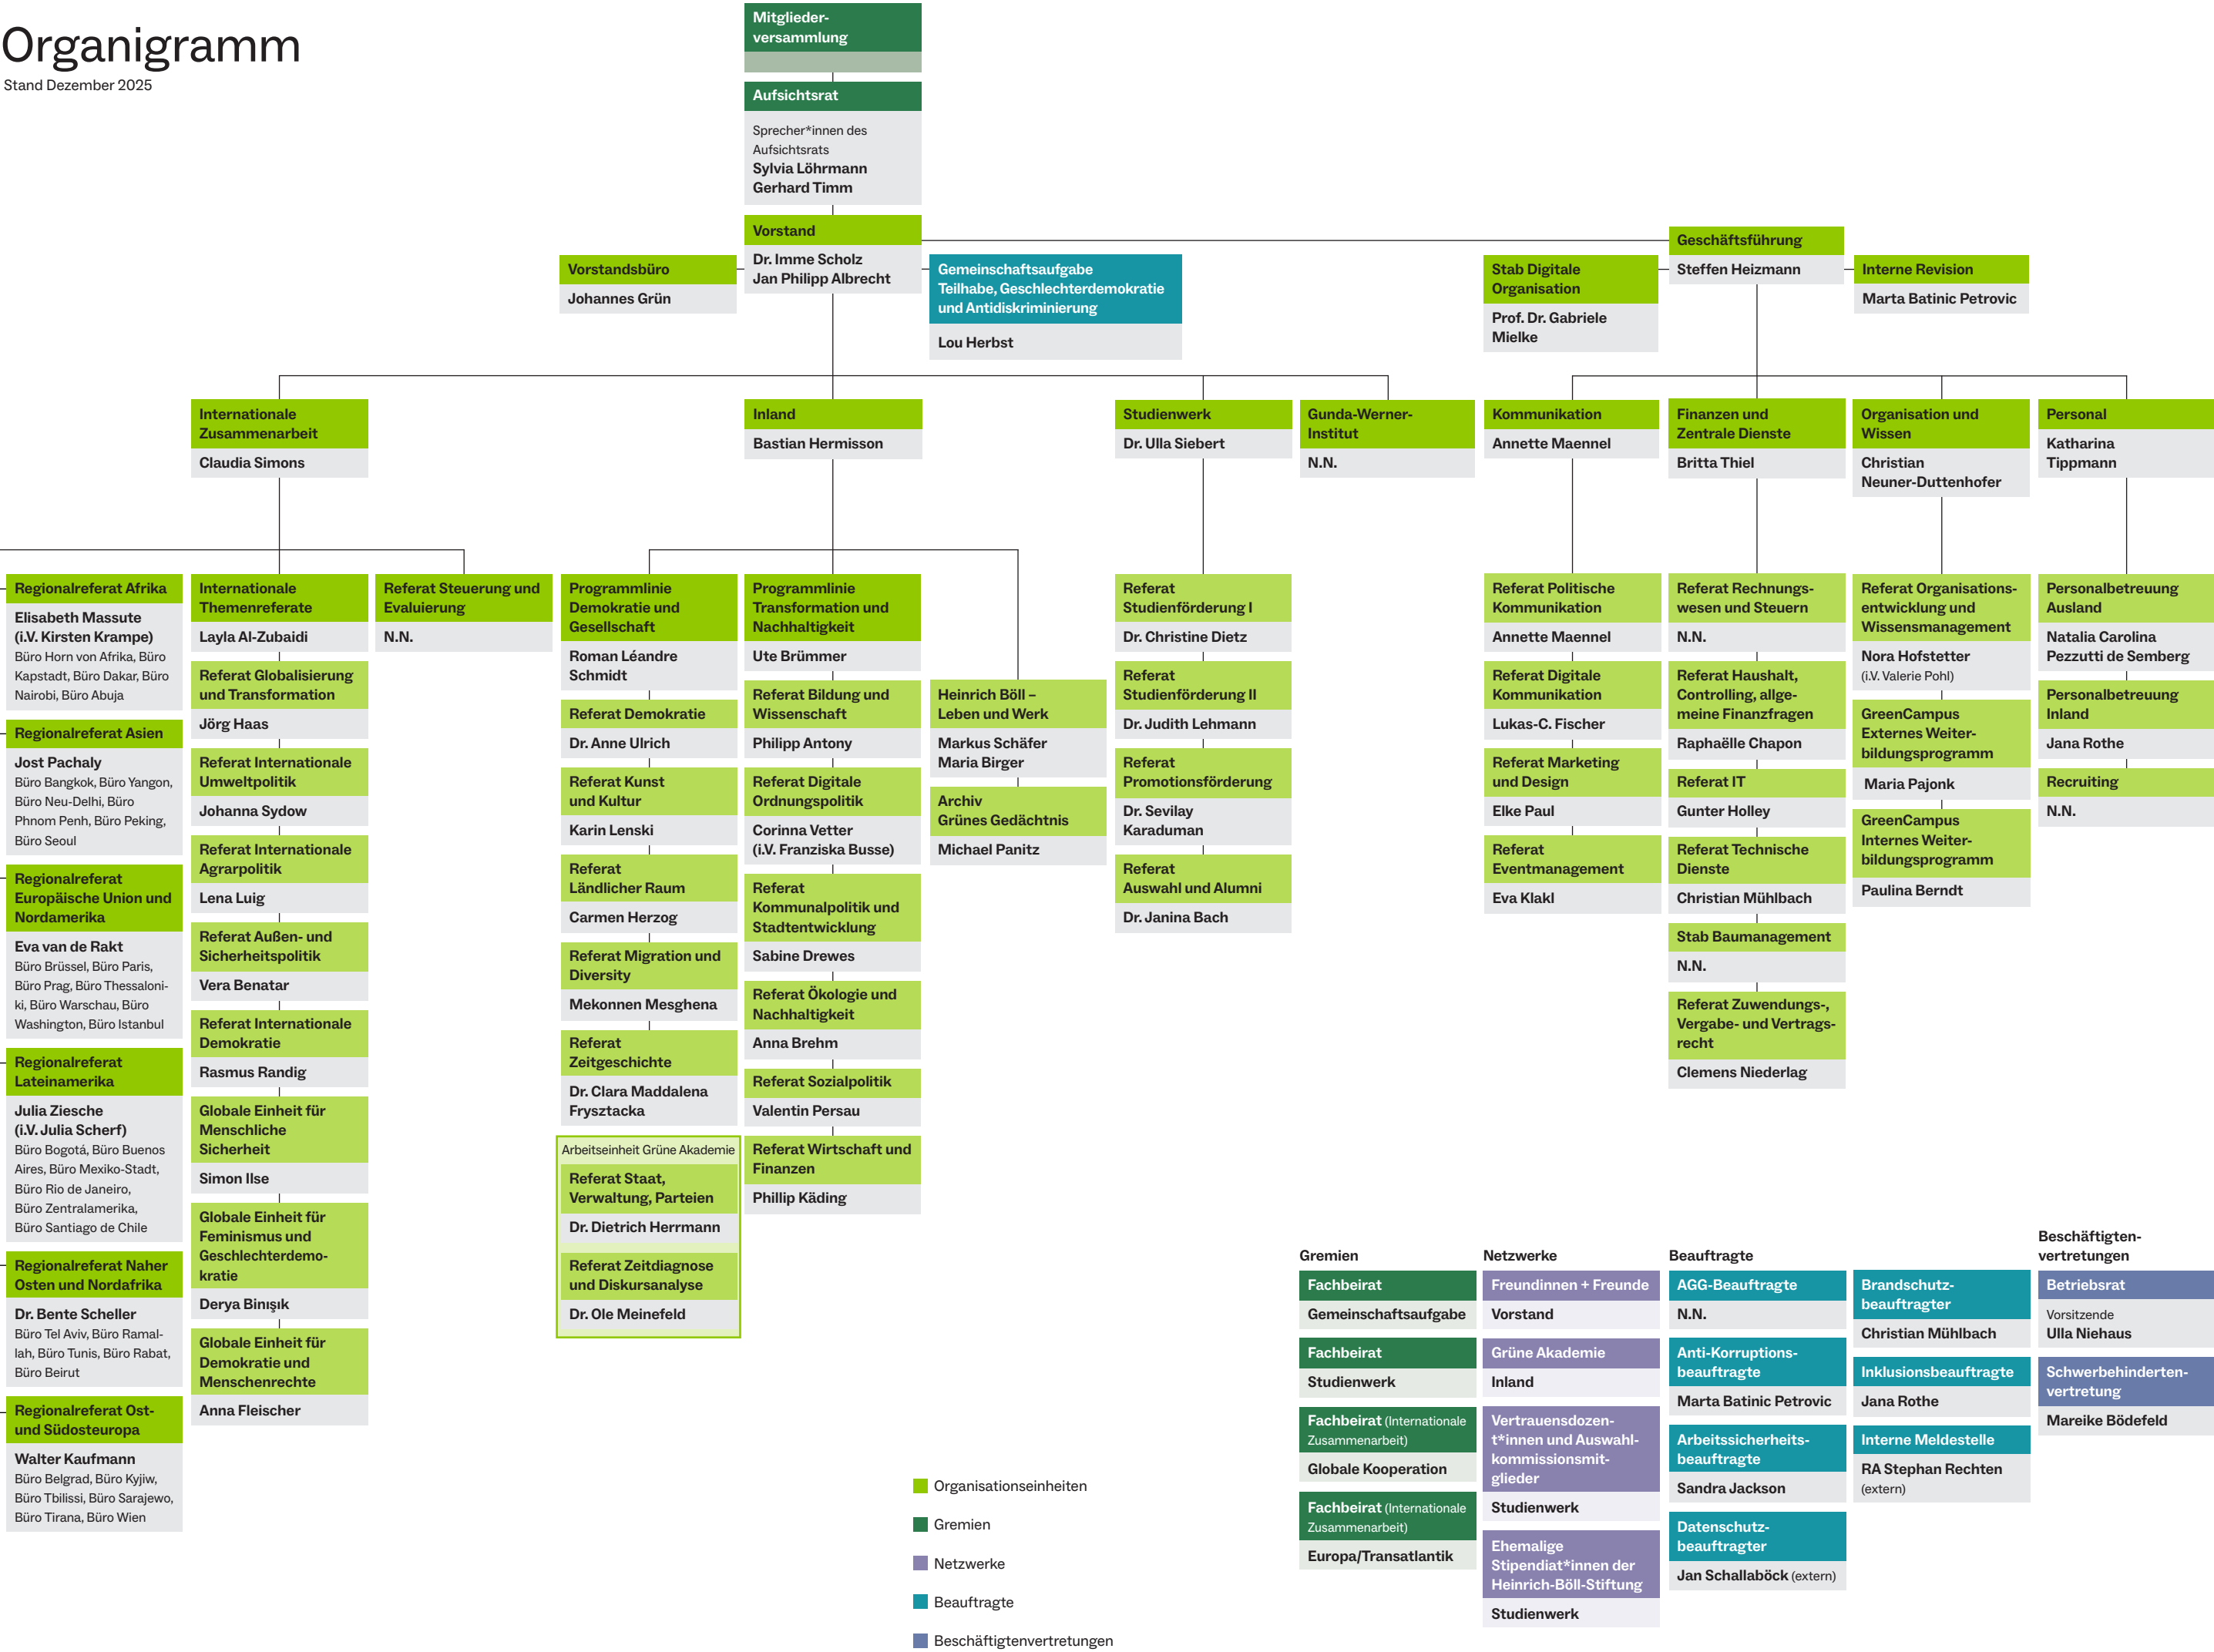 Organigramm
Stand Dezember 2025
Mitglieder-
versammlung
Aufsichtsrat
Sprecher*innen des
Aufsichtsrats
Sylvia Löhrmann
Gerhard Timm
Vorstand
Dr. Imme Scholz
Jan Philipp Albrecht
Vorstandsbüro
Johannes Grün
Gemeinschaftsaufgabe
Teilhabe, Geschlechterdemokratie
und Antidiskriminierung
Lou Herbst
Geschäftsführung
Steffen Heizmann
Stab Digitale
Organisation
Prof. Dr. Gabriele
Mielke
Interne Revision
Marta Batinic Petrovic
Internationale
Zusammenarbeit
Claudia Simons
Inland
Bastian Hermisson
Studienwerk
Dr. Ulla Siebert
Gunda-Werner-
Institut
N.N.
Kommunikation
Annette Maennel
Finanzen und
Zentrale Dienste
Britta Thiel
Organisation und
Wissen
Christian
Neuner-Duttenhofer
Personal
Katharina
Tippmann
Regionalreferat Afrika
Elisabeth Massute
(i.V. Kirsten Krampe)
Büro Horn von Afrika, Büro
Kapstadt, Büro Dakar, Büro
Nairobi, Büro Abuja
Regionalreferat Asien
Jost Pachaly
Büro Bangkok, Büro Yangon,
Büro Neu-Delhi, Büro
Phnom Penh, Büro Peking,
Büro Seoul
Regionalreferat
Europäische Union und
Nordamerika
Eva van de Rakt
Büro Brüssel, Büro Paris,
Büro Prag, Büro Thessaloni-
ki, Büro Warschau, Büro
Washington, Büro Istanbul
Regionalreferat
Lateinamerika
Julia Ziesche
(i.V. Julia Scherf)
Büro Bogotá, Büro Buenos
Aires, Büro Mexiko-Stadt,
Büro Rio de Janeiro,
Büro Zentralamerika,
Büro Santiago de Chile
Regionalreferat Naher
Osten und Nordafrika
Dr. Bente Scheller
Büro Tel Aviv, Büro Ramal-
lah, Büro Tunis, Büro Rabat,
Büro Beirut
Regionalreferat Ost-
und Südosteuropa
Walter Kaufmann
Büro Belgrad, Büro Kyjiw,
Büro Tbilissi, Büro Sarajewo,
Büro Tirana, Büro Wien
Internationale
Themenreferate
Layla Al-Zubaidi
Referat Globalisierung
und Transformation
Jörg Haas
Referat Internationale
Umweltpolitik
Johanna Sydow
Referat Internationale
Agrarpolitik
Lena Luig
Referat Außen- und
Sicherheitspolitik
Vera Benatar
Referat Internationale
Demokratie
Rasmus Randig
Globale Einheit für
Menschliche
Sicherheit
Simon Ilse
Globale Einheit für
Feminismus und
Geschlechterdemo-
kratie
Derya Binışık
Globale Einheit für
Demokratie und
Menschenrechte
Anna Fleischer
Referat Steuerung und
Evaluierung
N.N.
Programmlinie
Demokratie und
Gesellschaft
Roman Léandre
Schmidt
Referat Demokratie
Dr. Anne Ulrich
Referat Kunst
und Kultur
Karin Lenski
Referat
Ländlicher Raum
Carmen Herzog
Referat Migration und
Diversity
Mekonnen Mesghena
Referat
Zeitgeschichte
Dr. Clara Maddalena
Frysztacka
Arbeitseinheit Grüne Akademie
Referat Staat,
Verwaltung, Parteien
Dr. Dietrich Herrmann
Referat Zeitdiagnose
und Diskursanalyse
Dr. Ole Meinefeld
Programmlinie
Transformation und
Nachhaltigkeit
Ute Brümmer
Referat Bildung und
Wissenschaft
Philipp Antony
Referat Digitale
Ordnungspolitik
Corinna Vetter
(i.V. Franziska Busse)
Referat
Kommunalpolitik und
Stadtentwicklung
Sabine Drewes
Referat Ökologie und
Nachhaltigkeit
Anna Brehm
Referat Sozialpolitik
Valentin Persau
Referat Wirtschaft und
Finanzen
Phillip Käding
Heinrich Böll –
Leben und Werk
Markus Schäfer
Maria Birger
Archiv
Grünes Gedächtnis
Michael Panitz
Referat
Studienförderung I
Dr. Christine Dietz
Referat
Studienförderung II
Dr. Judith Lehmann
Referat
Promotionsförderung
Dr. Sevilay
Karaduman
Referat
Auswahl und Alumni
Dr. Janina Bach
Referat Politische
Kommunikation
Annette Maennel
Referat Digitale
Kommunikation
Lukas-C. Fischer
Referat Marketing
und Design
Elke Paul
Referat
Eventmanagement
Eva Klakl
Referat Rechnungs-
wesen und Steuern
N.N.
Referat Haushalt,
Controlling, allge-
meine Finanzfragen
Raphaëlle Chapon
Referat IT
Gunter Holley
Referat Technische
Dienste
Christian Mühlbach
Stab Baumanagement
N.N.
Referat Zuwendungs-,
Vergabe- und Vertrags-
recht
Clemens Niederlag
Referat Organisations-
entwicklung und
Wissensmanagement
Nora Hofstetter
(i.V. Valerie Pohl)
GreenCampus
Externes Weiter-
bildungsprogramm
Maria Pajonk
GreenCampus
Internes Weiter-
bildungsprogramm
Paulina Berndt
Personalbetreuung
Ausland
Natalia Carolina
Pezzutti de Semberg
Personalbetreuung
Inland
Jana Rothe
Recruiting
N.N.
Organisationseinheiten
Gremien
Netzwerke
Beauftragte
Beschäftigtenvertretungen
Gremien
Fachbeirat
Gemeinschaftsaufgabe
Fachbeirat
Studienwerk
Fachbeirat (Internationale
Zusammenarbeit)
Globale Kooperation
Fachbeirat (Internationale
Zusammenarbeit)
Europa/Transatlantik
Netzwerke
Freundinnen + Freunde
Vorstand
Grüne Akademie
Inland
Vertrauensdozen-
t*innen und Auswahl-
kommissionsmit-
glieder
Studienwerk
Ehemalige
Stipendiat*innen der
Heinrich-Böll-Stiftung
Studienwerk
Beauftragte
AGG-Beauftragte
N.N.
Anti-Korruptions-
beauftragte
Marta Batinic Petrovic
Arbeitssicherheits-
beauftragte
Sandra Jackson
Datenschutz-
beauftragter
Jan Schallaböck (extern)
Brandschutz-
beauftragter
Christian Mühlbach
Inklusionsbeauftragte
Jana Rothe
Interne Meldestelle
RA Stephan Rechten
(extern)
Beschäftigten-
vertretungen
Betriebsrat
Vorsitzende
Ulla Niehaus
Schwerbehinderten-
vertretung
Mareike Bödefeld